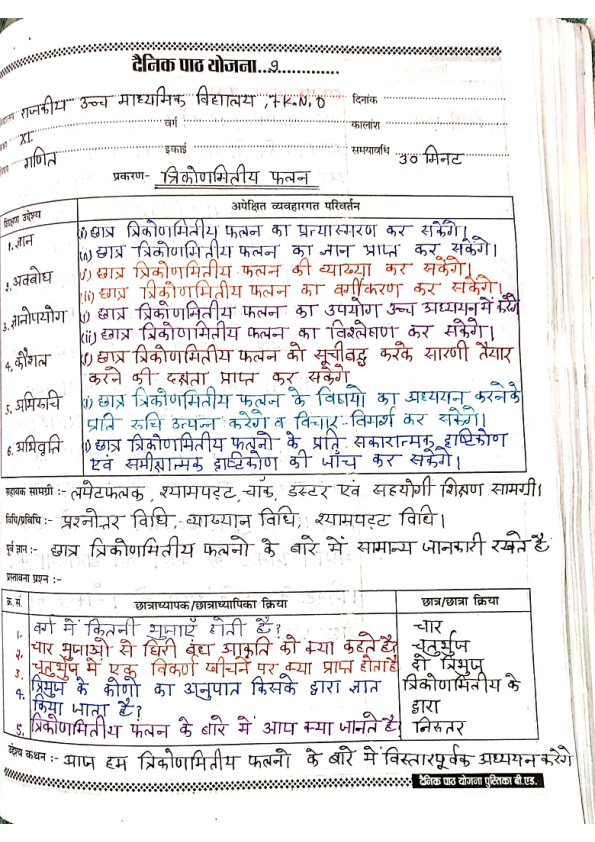 दैनिक पाठ योजना...9.............
राजकीय उच्च माध्यमिक विद्यालय, 7K.N.D दिनांक
वर्ग कालांश
XI
गणित इकाई समयावधि 30 मिनट
प्रकरण- त्रिकोणमितीय फलन
शिक्षण उद्देश्य अपेक्षित व्यवहारगत परिवर्तन
1. ज्ञान (i) छात्र त्रिकोणमितीय फलन का प्रत्यास्मरण कर सकेंगे।
(ii) छात्र त्रिकोणमितीय फलन का ज्ञान प्राप्त कर सकेंगे।
2. अवबोध (i) छात्र त्रिकोणमितीय फलन की व्याख्या कर सकेंगे।
(ii) छात्र त्रिकोणमितीय फलन का वर्गीकरण कर सकेंगे।
3. ज्ञानोपयोग (i) छात्र त्रिकोणमितीय फलन का उपयोग उच्च अध्ययन में करेंगे
(ii) छात्र त्रिकोणमितीय फलन का विश्लेषण कर सकेंगे।
4. कौशल (i) छात्र त्रिकोणमितीय फलन को सूचीबद्ध करके सारणी तैयार
करने की दक्षता प्राप्त कर सकेंगे
5. अभिरुचि (i) छात्र त्रिकोणमितीय फलन के विषयो का अध्ययन करने के
प्रति रुचि उत्पन्न करेंगे व विचार-विमर्श कर सकेंगे।
6. अभिवृति (i) छात्र त्रिकोणमितीय फलनो के प्रति सकारात्मक दृष्टिकोण
एवं समीक्षात्मक दृष्टिकोण की जाँच कर सकेंगे।
सहायक सामग्री :- लपेटफलक, श्यामपट्ट, चॉक, डस्टर एवं सहयोगी शिक्षण सामग्री।
विधि/प्रविधि :- प्रश्नोतर विधि, व्याख्यान विधि, श्यामपट्ट विधि।
पूर्व ज्ञान :- छात्र त्रिकोणमितीय फलनो के बारे में सामान्य जानकारी रखते है
प्रस्तावना प्रश्न :-
क्र.सं. छात्राध्यापक/छात्राध्यापिका क्रिया छात्र/छात्रा क्रिया
1. वर्ग में कितनी भुजाएँ होती है? चार
2. चार भुजाओ से घिरी बंध आकृति को क्या कहते है? चतुर्भुज
3. चतुर्भुज में एक विकर्ण खीचने पर क्या प्राप्त होता है दो त्रिभुज
4. त्रिभुज के कोणो का अनुपात किसके द्वारा ज्ञात त्रिकोणमितीय के
किया जाता है? द्वारा
5. त्रिकोणमितीय फलन के बारे में आप क्या जानते है? निरुतर
उद्देश्य कथन :- आज हम त्रिकोणमितीय फलनो के बारे में विस्तारपूर्वक अध्ययन करेंगे
दैनिक पाठ योजना पुस्तिका बी.एड.